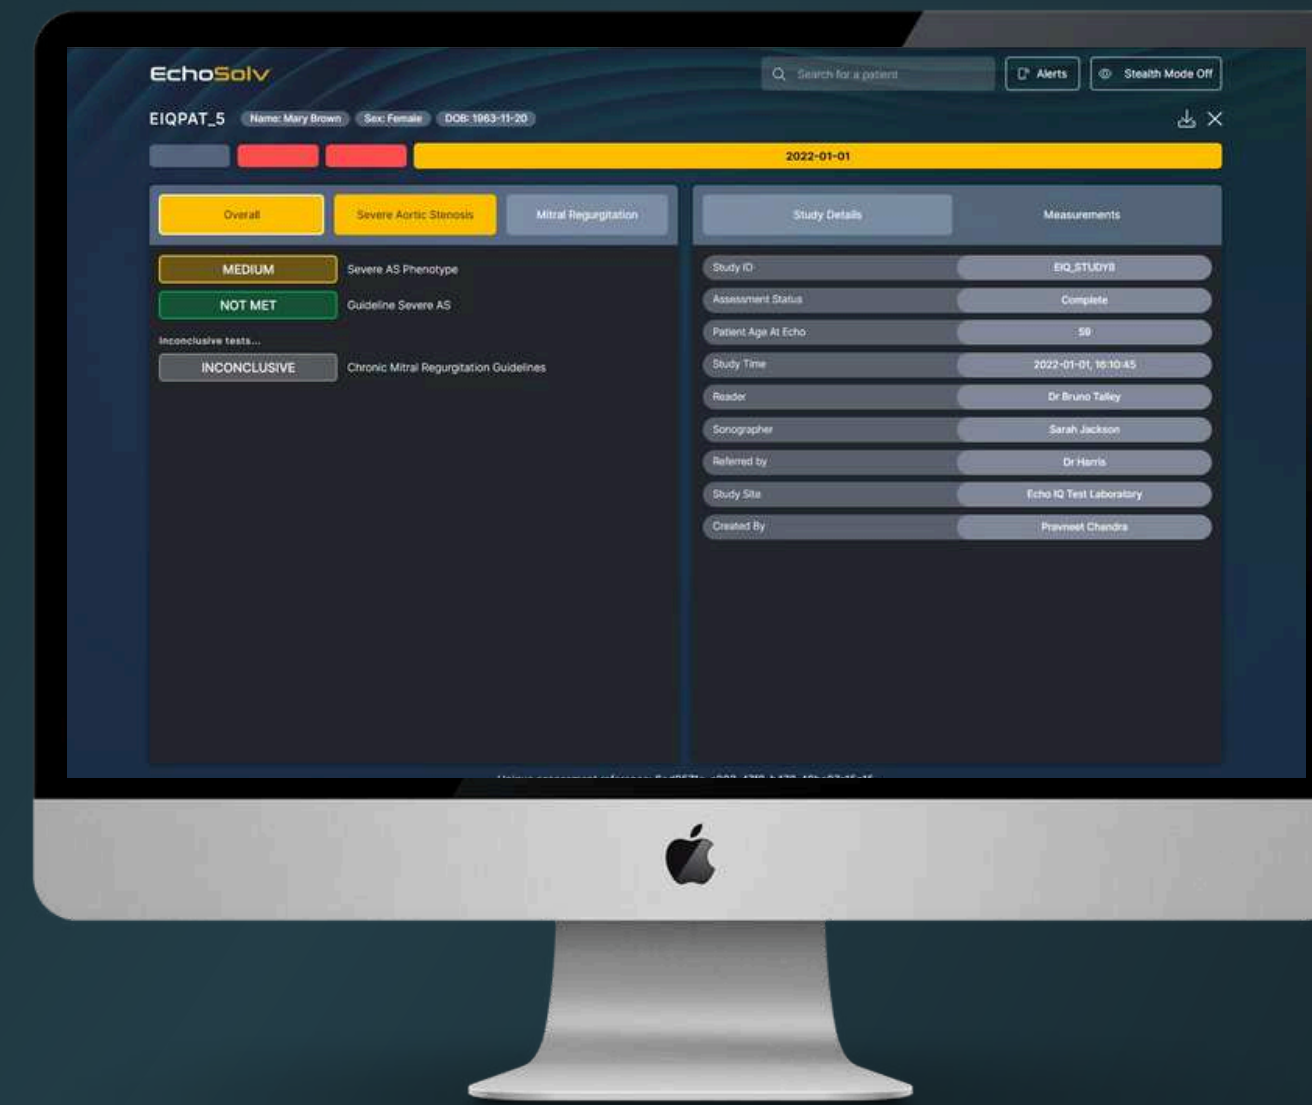 EchoSolv
Search for a patient
Alerts
Stealth Mode Off
EIQPAT_5
Name: Mary Brown
Sex: Female
DOB: 1963-11-20
2022-01-01
Overall
Severe Aortic Stenosis
Mitral Regurgitation
Study Details
Measurements
MEDIUM
Severe AS Phenotype
NOT MET
Guideline Severe AS
Inconclusive tests...
INCONCLUSIVE
Chronic Mitral Regurgitation Guidelines
Study ID
Assessment Status
Complete
Patient Age At Echo
Study Time
2022-01-01, 16:10:45
Reader
Dr Bruno Talley
Sonographer
Sarah Jackson
Referred by
Dr Harris
Study Site
Echo IQ Test Laboratory
Created By
Pravneet Chandra